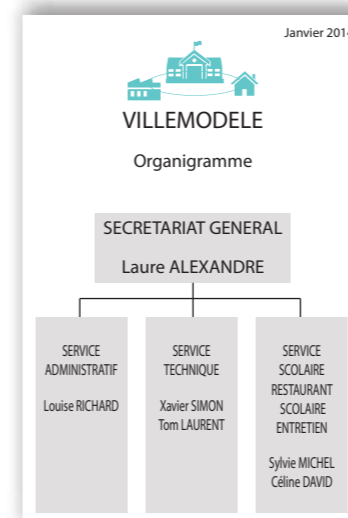 Janvier 2014
VILLEMODELE
Organigramme
SECRETARIAT GENERAL
Laure ALEXANDRE
SERVICE
ADMINISTRATIF
Louise RICHARD
SERVICE
TECHNIQUE
Xavier SIMON
Tom LAURENT
SERVICE
SCOLAIRE
RESTAURANT
SCOLAIRE
ENTRETIEN
Sylvie MICHEL
Céline DAVID